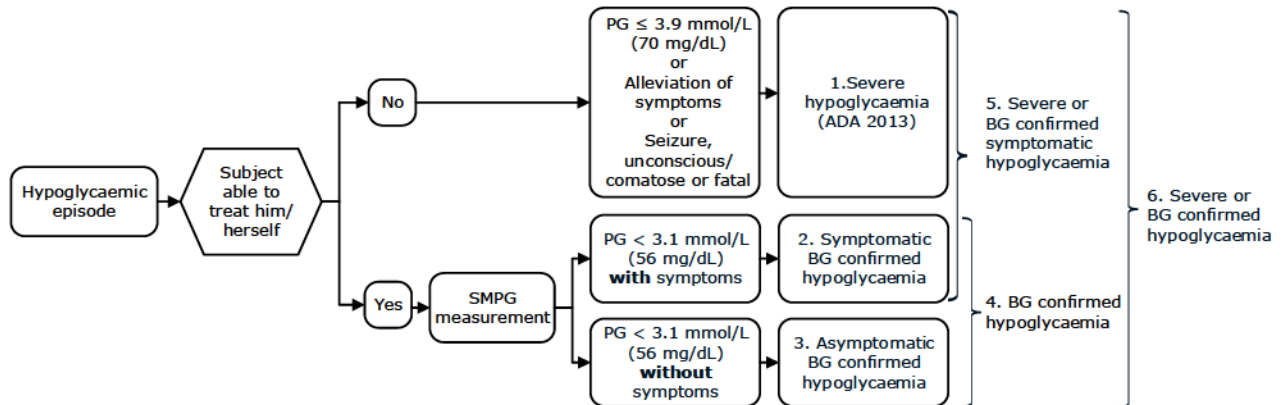 Hypoglycaemic
episode
Subject
able to
treat him/
herself
No
PG ≤ 3.9 mmol/L
(70 mg/dL)
or
Alleviation of
symptoms
or
Seizure,
unconscious/
comatose or fatal
1.Severe
hypoglycaemia
(ADA 2013)
Yes
SMPG
measurement
PG < 3.1 mmol/L
(56 mg/dL)
with symptoms
2. Symptomatic
BG confirmed
hypoglycaemia
PG < 3.1 mmol/L
(56 mg/dL)
without
symptoms
3. Asymptomatic
BG confirmed
hypoglycaemia
4. BG confirmed
hypoglycaemia
5. Severe or
BG confirmed
symptomatic
hypoglycaemia
6. Severe or
BG confirmed
hypoglycaemia